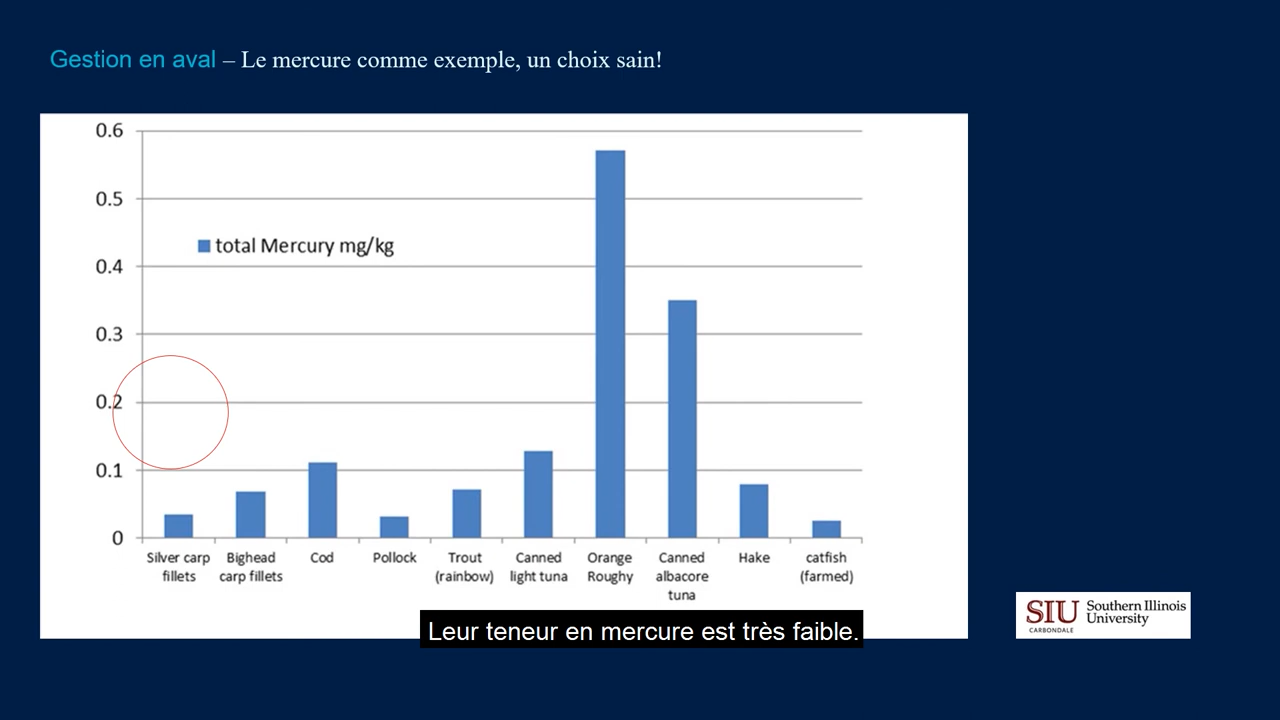 Gestion en aval – Le mercure comme exemple, un choix sain!
0.6
0.5
total Mercury mg/kg
0.4
0.3
0.2
0.1
0
Silver carp fillets
Bighead carp fillets
Cod
Pollock
Trout (rainbow)
Canned light tuna
Orange Roughy
Canned albacore tuna
Hake
catfish (farmed)
SIU
CARBONDALE
Southern Illinois
University
Leur teneur en mercure est très faible.